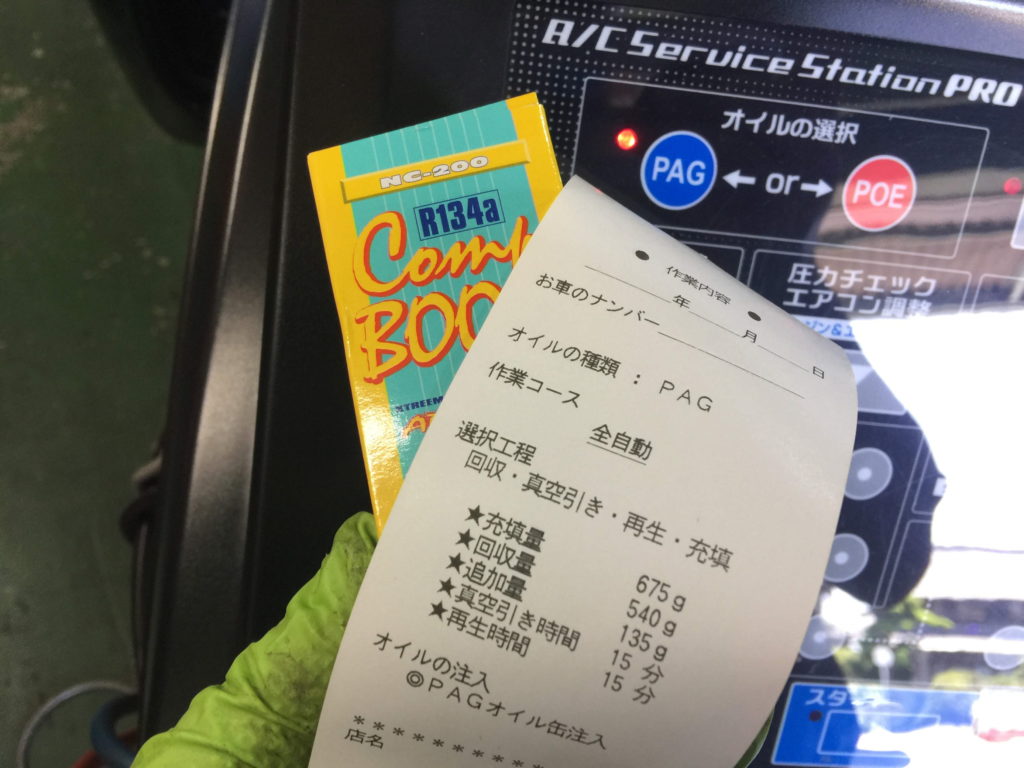 A/C Service Station PRO
オイルの選択
PAG ← or → POE
圧力チェック
エアコン調整
スタート
NC-200
R134a
Comp
BOO
作業内容
年 月 日
お車のナンバー
オイルの種類 : PAG
作業コース
全自動
選択工程
回収・真空引き・再生・充填
★充填量 675g
★回収量 540g
★追加量 135g
★真空引き時間 15 分
★再生時間 15 分
オイルの注入
◎PAGオイル缶注入
**********
店名